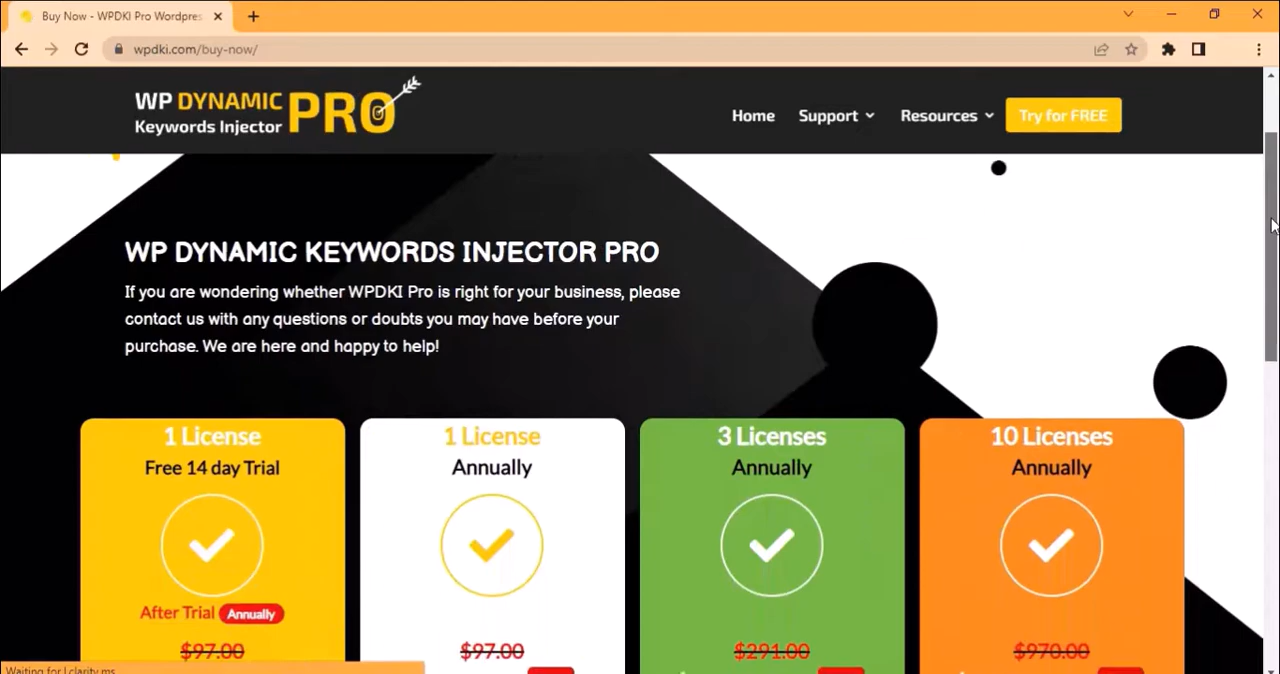 Buy Now - WPDKI Pro Wordpres
wpdki.com/buy-now/
WP DYNAMIC
Keywords Injector
PRO
Home
Support
Resources
Try for FREE
WP DYNAMIC KEYWORDS INJECTOR PRO
If you are wondering whether WPDKI Pro is right for your business, please
contact us with any questions or doubts you may have before your
purchase. We are here and happy to help!
1 License
Free 14 day Trial
After Trial Annually
$97.00
1 License
Annually
$97.00
3 Licenses
Annually
$291.00
10 Licenses
Annually
$970.00